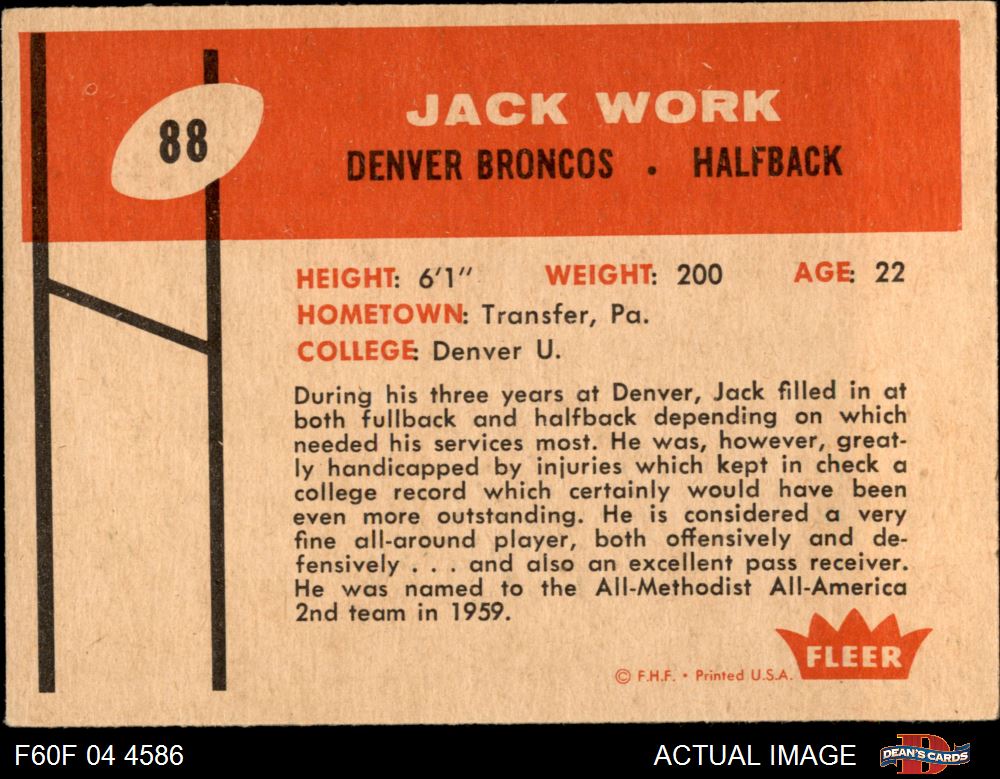 88
JACK WORK
DENVER BRONCOS . HALFBACK
HEIGHT: 6'1" WEIGHT: 200 AGE: 22
HOMETOWN: Transfer, Pa.
COLLEGE: Denver U.
During his three years at Denver, Jack filled in at
both fullback and halfback depending on which
needed his services most. He was, however, great-
ly handicapped by injuries which kept in check a
college record which certainly would have been
even more outstanding. He is considered a very
fine all-around player, both offensively and de-
fensively . . . and also an excellent pass receiver.
He was named to the All-Methodist All-America
2nd team in 1959.
FLEER
© F.H.F. • Printed U.S.A.
F60F 04 4586
ACTUAL IMAGE
D
DEAN'S CARDS